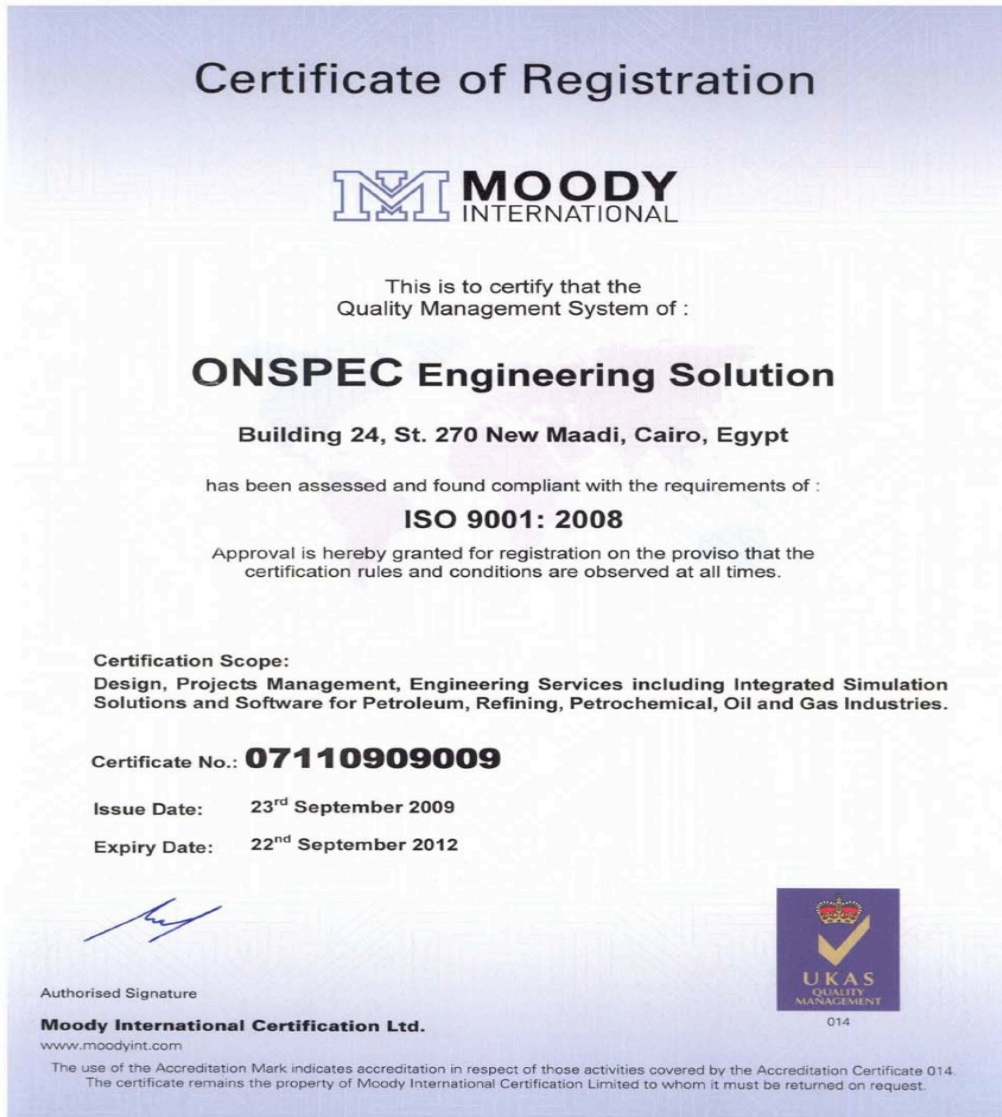 Certificate of Registration
MOODY
INTERNATIONAL
This is to certify that the
Quality Management System of :
ONSPEC Engineering Solution
Building 24, St. 270 New Maadi, Cairo, Egypt
has been assessed and found compliant with the requirements of :
ISO 9001: 2008
Approval is hereby granted for registration on the proviso that the
certification rules and conditions are observed at all times.
Certification Scope:
Design, Projects Management, Engineering Services including Integrated Simulation
Solutions and Software for Petroleum, Refining, Petrochemical, Oil and Gas Industries.
Certificate No.: 07110909009
Issue Date: 23rd September 2009
Expiry Date: 22nd September 2012
UKAS
QUALITY
MANAGEMENT
014
Authorised Signature
Moody International Certification Ltd.
www.moodyint.com
The use of the Accreditation Mark indicates accreditation in respect of those activities covered by the Accreditation Certificate 014.
The certificate remains the property of Moody International Certification Limited to whom it must be returned on request.